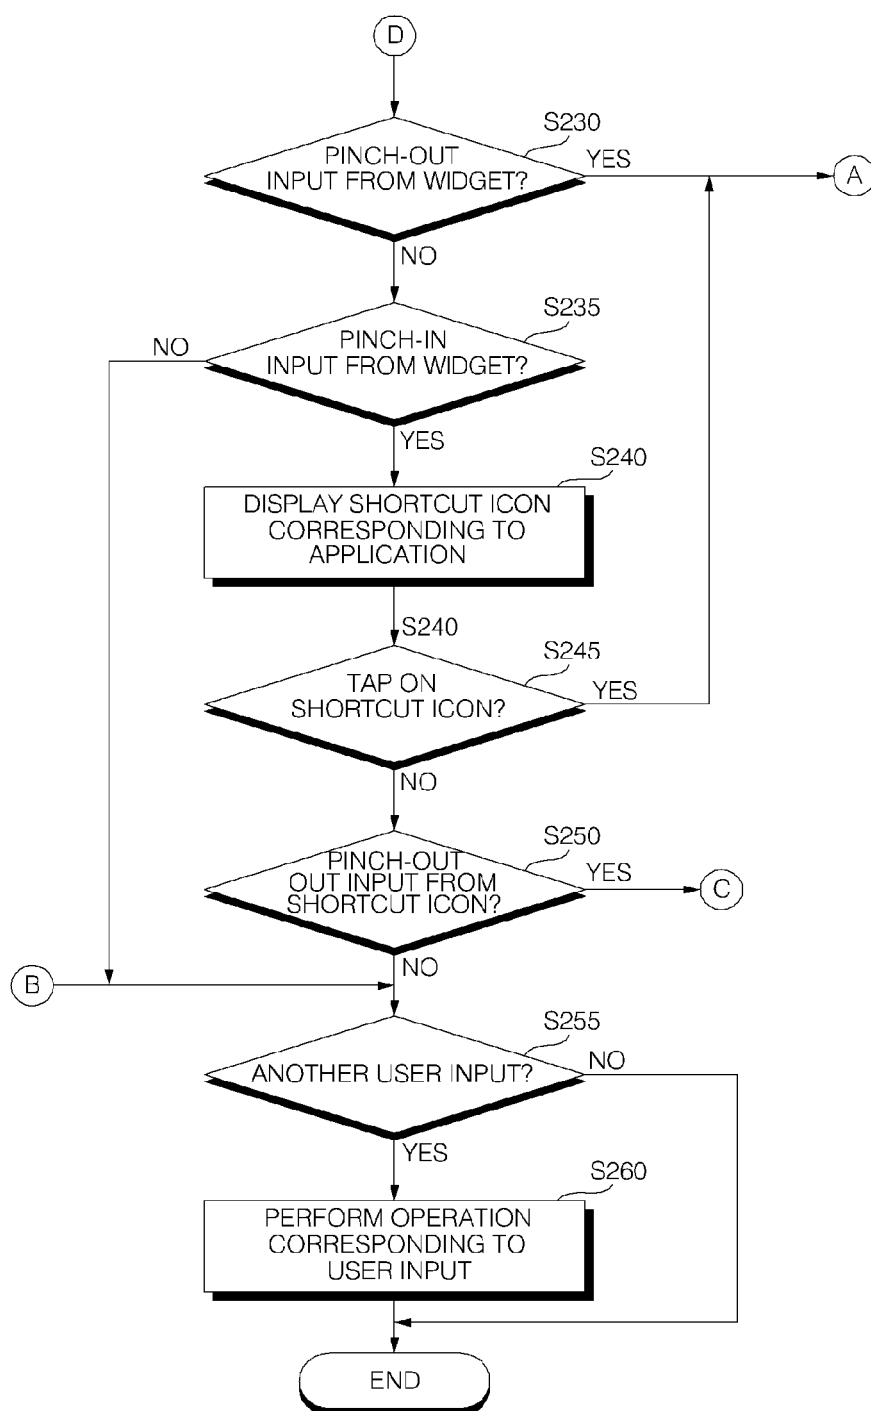 D
S230
PINCH-OUT
INPUT FROM WIDGET?
YES
A
NO
S235
PINCH-IN
INPUT FROM WIDGET?
NO
YES
S240
DISPLAY SHORTCUT ICON
CORRESPONDING TO
APPLICATION
S240
S245
TAP ON
SHORTCUT ICON?
YES
NO
S250
PINCH-OUT
OUT INPUT FROM
SHORTCUT ICON?
YES
C
NO
B
S255
ANOTHER USER INPUT?
NO
YES
S260
PERFORM OPERATION
CORRESPONDING TO
USER INPUT
END